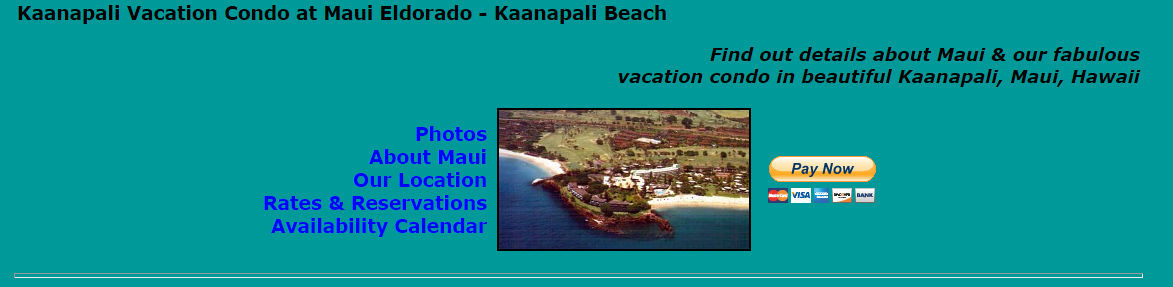 Kaanapali Vacation Condo at Maui Eldorado - Kaanapali Beach
Find out details about Maui & our fabulous
vacation condo in beautiful Kaanapali, Maui, Hawaii
Photos
About Maui
Our Location
Rates & Reservations
Availability Calendar
Pay Now
VISA
BANK